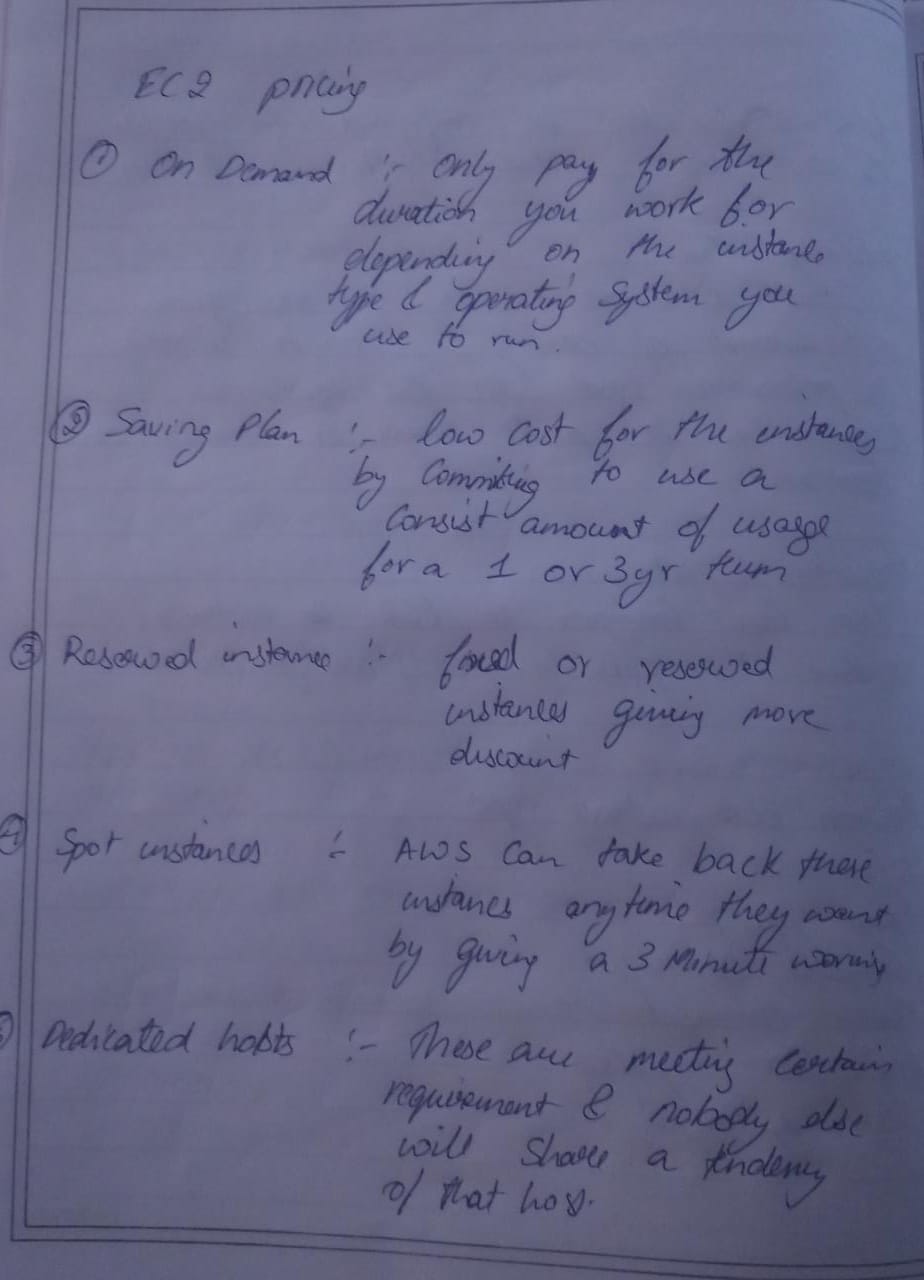 EC2 pricing
① On Demand :- Only pay for the
duration you work for
depending on the instance
type & operating System you
use to run.
② Saving Plan :- low cost for the instances
by Commiting to use a
Consist amount of usage
for a 1 or 3yr
③ Reserved instance :- fixed or reserved
instances giving more
discount
④ Spot instances :- AWS Can take back these
instances anytime they want
by giving a 3 Minute warning
Dedicated hosts :- These are meeting certain
requirement & nobody else
will Share a
of that host.